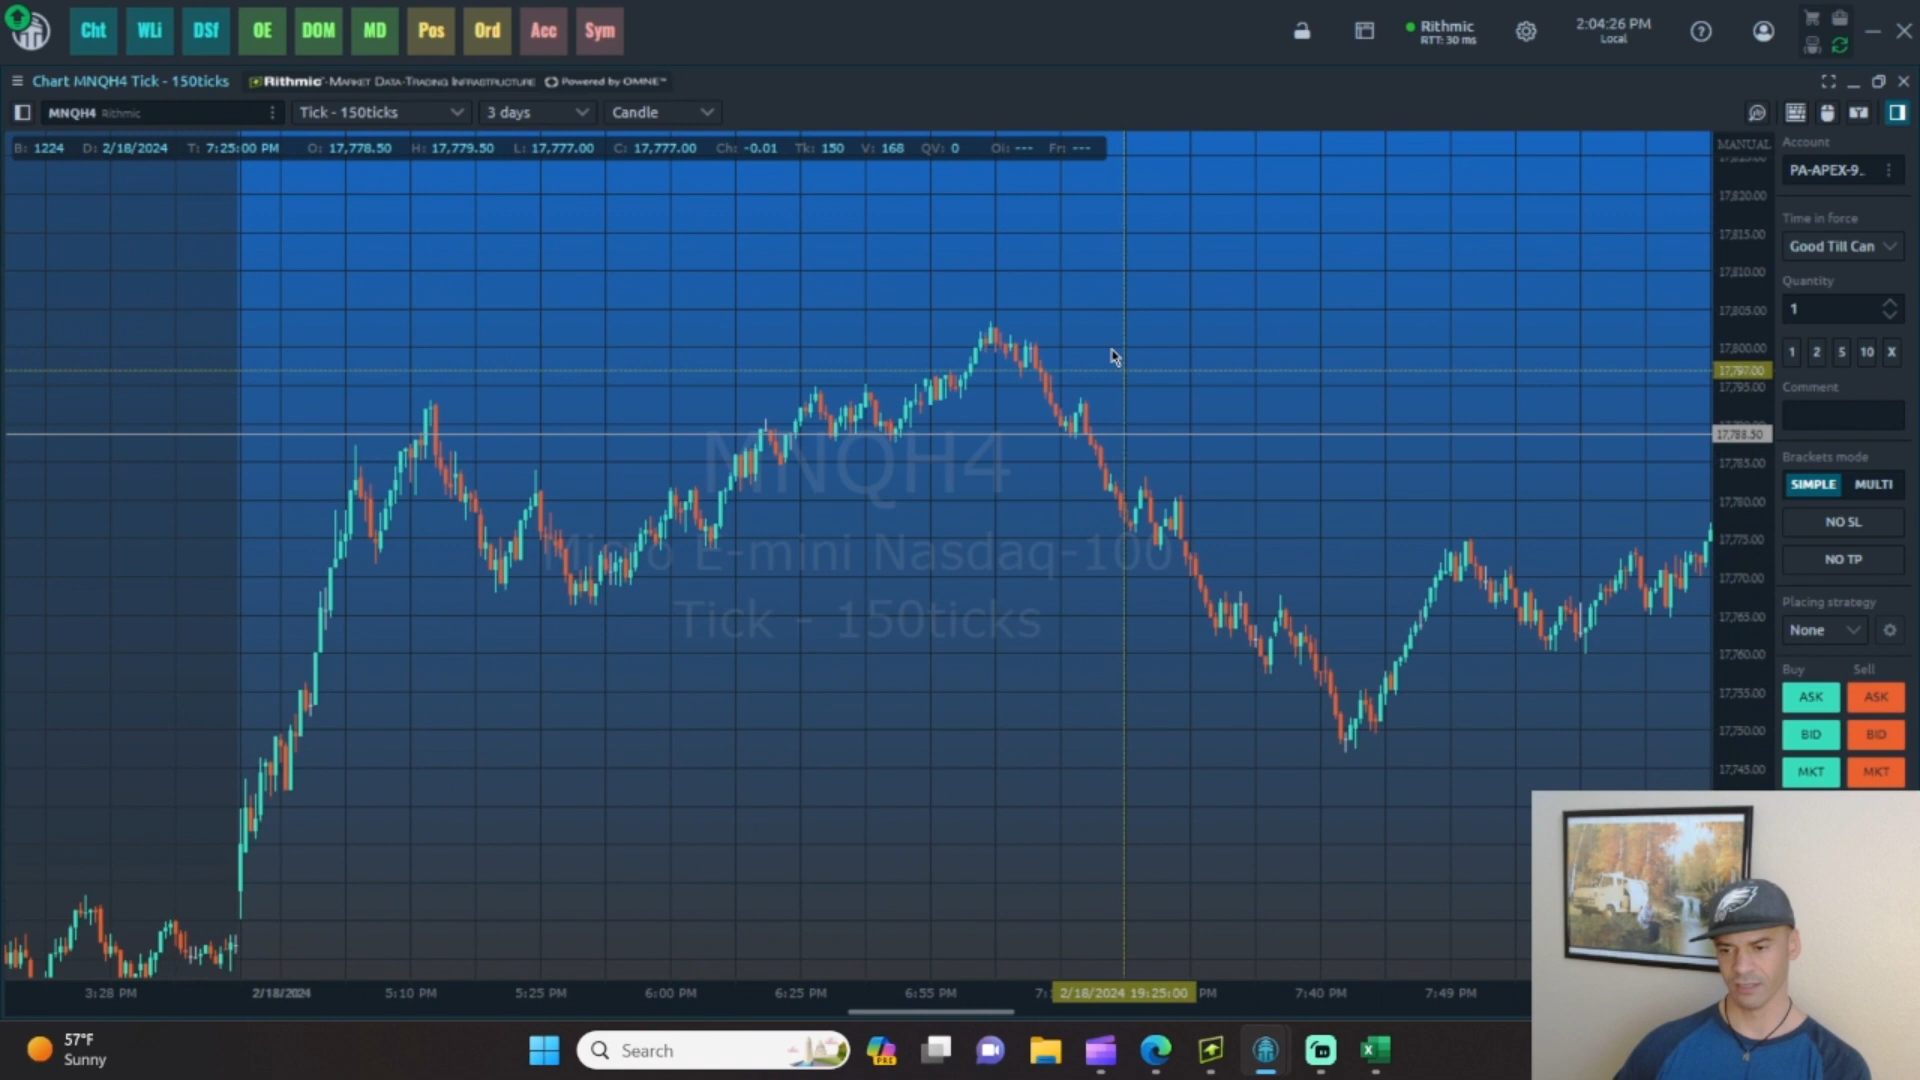 Cht WLi DSf OE DOM MD Pos Ord Acc Sym
Rithmic
RTT: 30 ms
2:04:26 PM
Local
Chart MNQH4 Tick - 150ticks
Rithmic - Market Data-Trading Infrastructure Powered by OMNE™
MNQH4 Rithmic Tick - 150ticks 3 days Candle
B: 1224 D: 2/18/2024 T: 7:25:00 PM O: 17,778.50 H: 17,779.50 L: 17,777.00 C: 17,777.00 Ch: -0.01 Tk: 150 V: 168 QV: 0 Oi: --- Fr: ---
MANUAL
17,820.00
17,815.00
17,810.00
17,805.00
17,800.00
17,797.00
17,795.00
17,788.50
17,785.00
17,780.00
17,775.00
17,770.00
17,765.00
17,760.00
17,755.00
17,750.00
17,745.00
MNQH4
Micro E-mini Nasdaq-100
Tick - 150ticks
Account
PA-APEX-9..
Time in force
Good Till Can
Quantity
1
1 2 5 10 X
Comment
Brackets mode
SIMPLE MULTI
NO SL
NO TP
Placing strategy
None
Buy Sell
ASK ASK
BID BID
MKT MKT
3:28 PM 2/18/2024 5:10 PM 5:25 PM 6:00 PM 6:25 PM 6:55 PM 7: 2/18/2024 19:25:00 PM 7:40 PM 7:49 PM
57°F
Sunny
Search
PRE